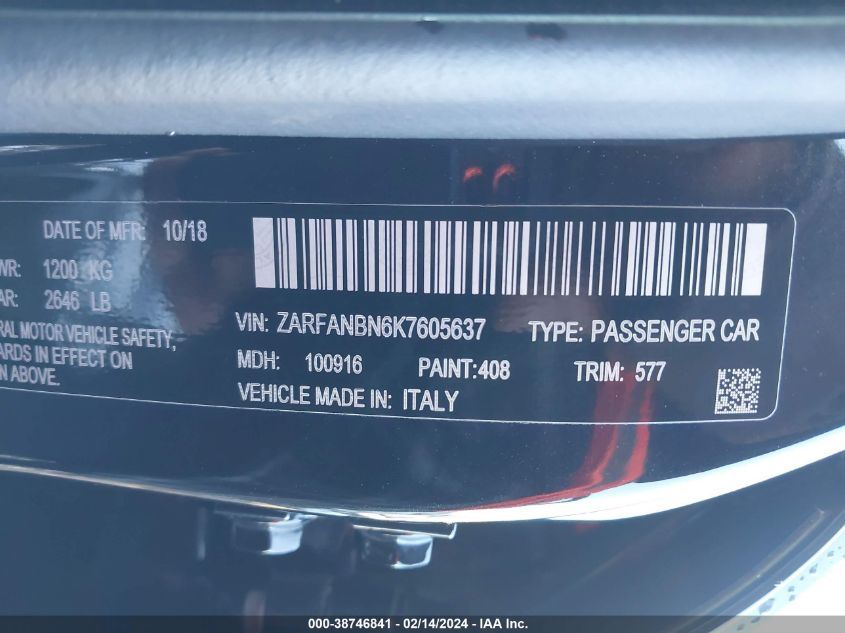 DATE OF MFR: 10/18
WR: 1200 KG
AR: 2646 LB
RAL MOTOR VEHICLE SAFETY,
ARDS IN EFFECT ON
N ABOVE.
VIN: ZARFANBN6K7605637 TYPE: PASSENGER CAR
MDH: 100916 PAINT:408 TRIM: 577
VEHICLE MADE IN: ITALY
000-38746841 - 02/14/2024 - IAA Inc.